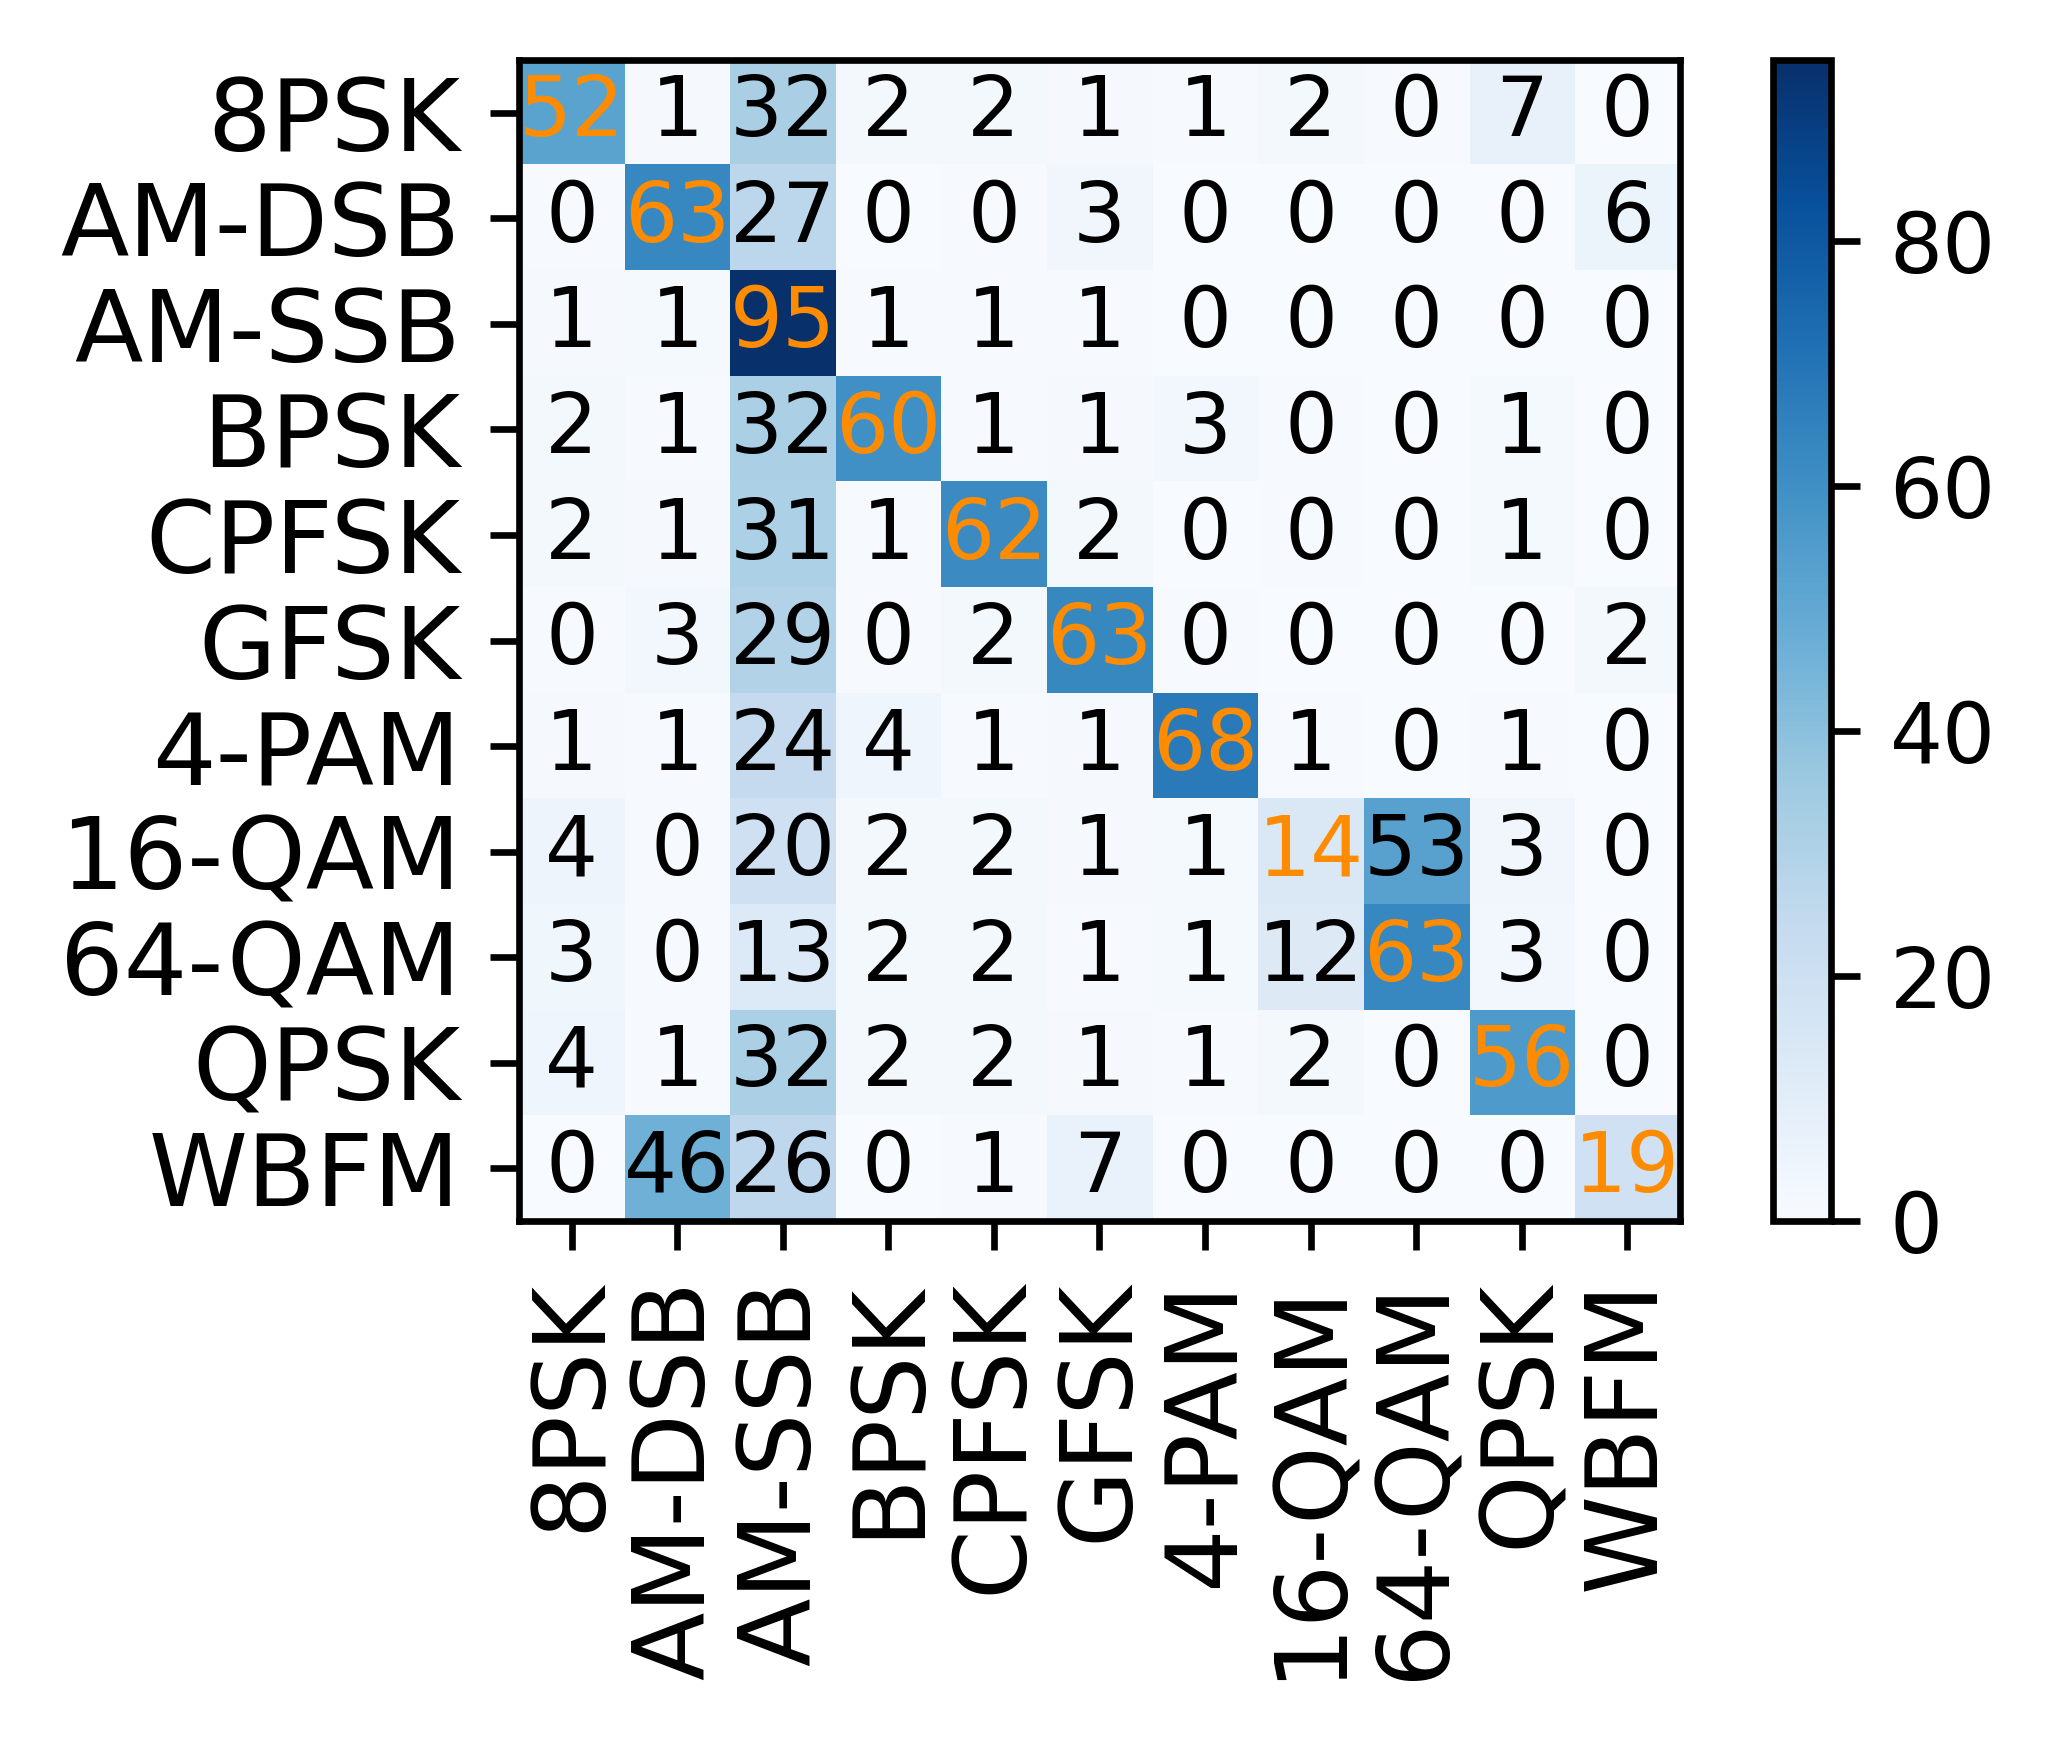 8PSK 52 1 32 2 2 1 1 2 0 7 0
AM-DSB 0 63 27 0 0 3 0 0 0 0 6
AM-SSB 1 1 95 1 1 1 0 0 0 0 0
BPSK 2 1 32 60 1 1 3 0 0 1 0
CPFSK 2 1 31 1 62 2 0 0 0 1 0
GFSK 0 3 29 0 2 63 0 0 0 0 2
4-PAM 1 1 24 4 1 1 68 1 0 1 0
16-QAM 4 0 20 2 2 1 1 14 53 3 0
64-QAM 3 0 13 2 2 1 1 12 63 3 0
QPSK 4 1 32 2 2 1 1 2 0 56 0
WBFM 0 46 26 0 1 7 0 0 0 0 19
8PSK
AM-DSB
AM-SSB
BPSK
CPFSK
GFSK
4-PAM
16-QAM
64-QAM
QPSK
WBFM
80
60
40
20
0